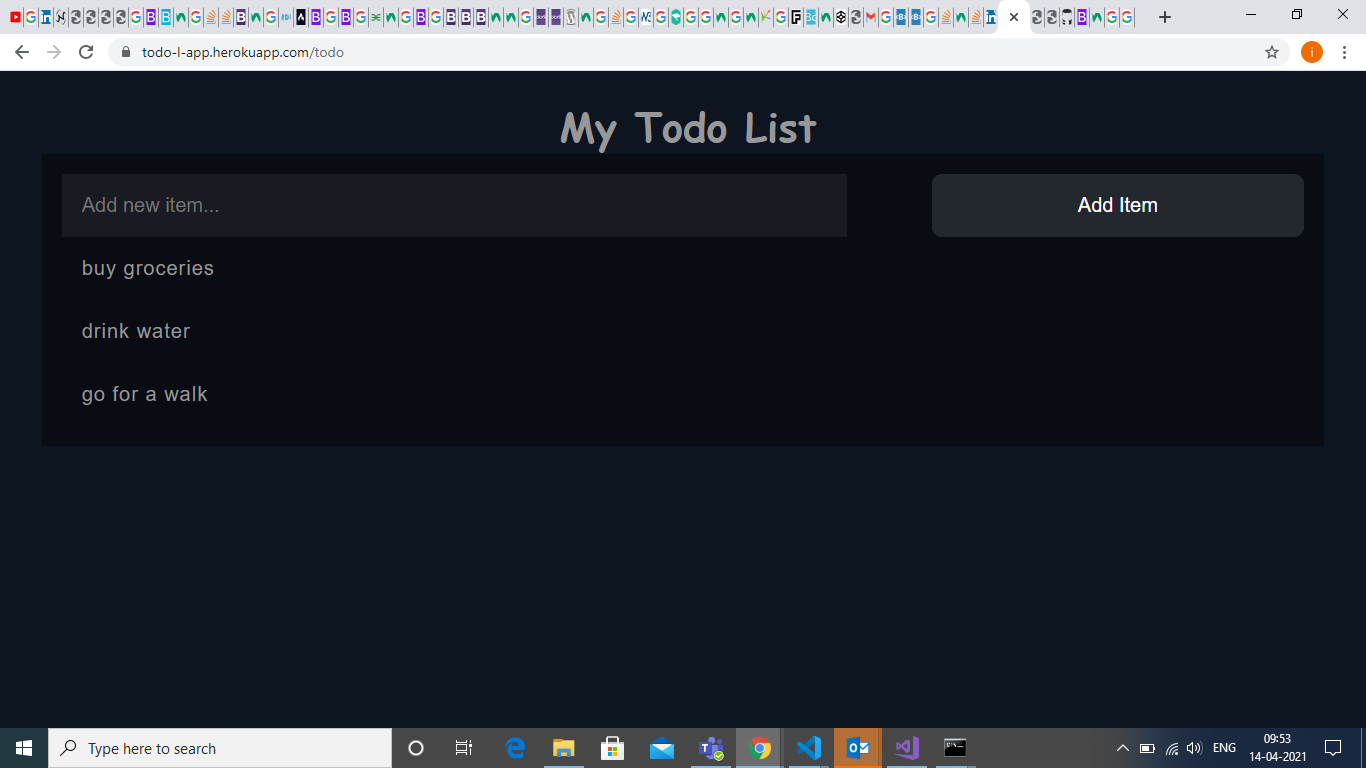 todo-l-app.herokuapp.com/todo
i
My Todo List
Add new item...
Add Item
buy groceries
drink water
go for a walk
Type here to search
ENG
09:53
14-04-2021